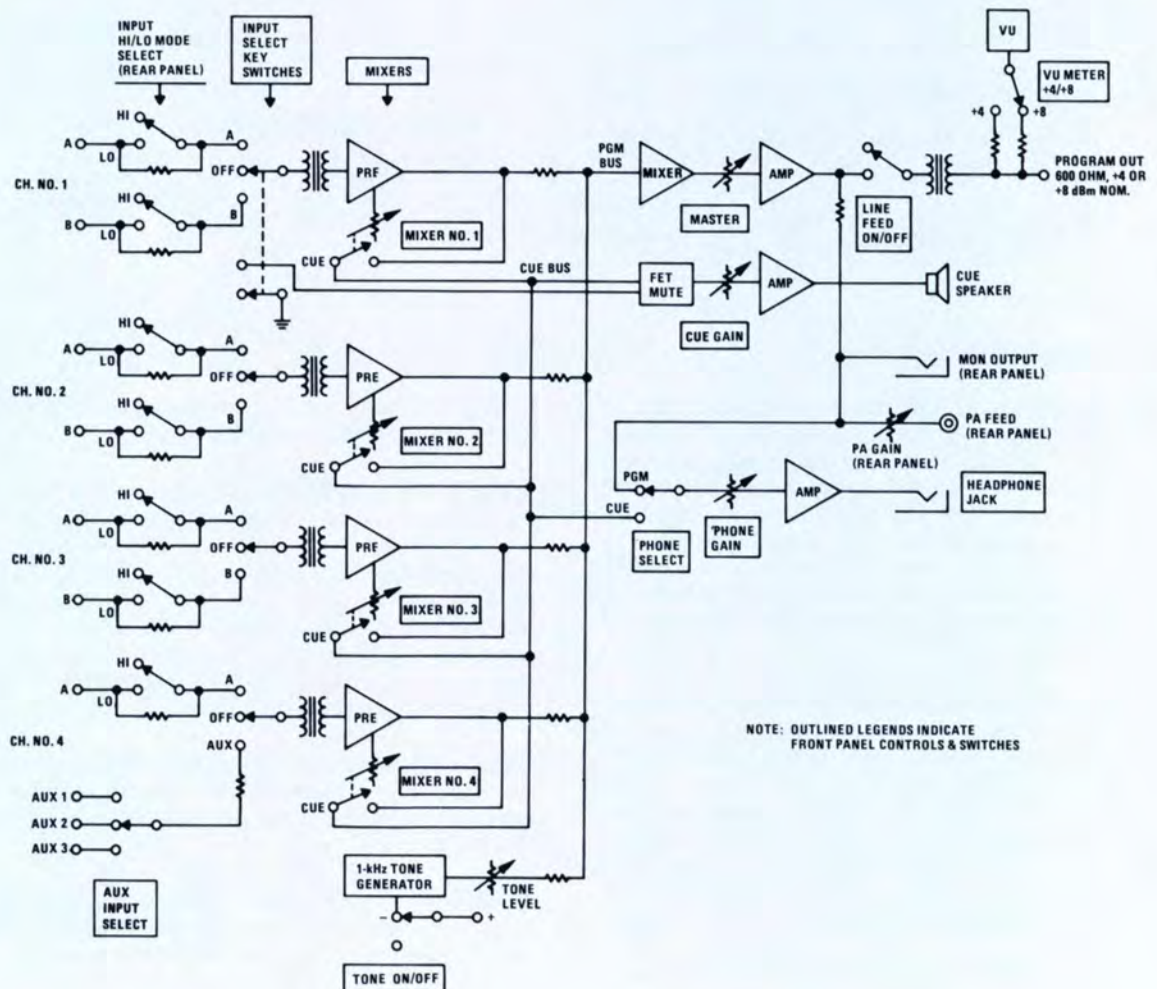 INPUT
HI/LO MODE
SELECT
(REAR PANEL)
INPUT
SELECT
KEY
SWITCHES
MIXERS
VU
VU METER
+4/+8
+4
+8
HI
A
A
LO
OFF
CH. NO. 1
HI
B
B
LO
PRE
MIXER NO. 1
CUE
PGM
BUS
MIXER
MASTER
AMP
LINE
FEED
ON/OFF
PROGRAM OUT
600 OHM, +4 OR
+8 dBm NOM.
CUE BUS
FET
MUTE
CUE GAIN
AMP
CUE
SPEAKER
HI
A
A
LO
OFF
CH. NO. 2
HI
B
B
LO
PRE
MIXER NO. 2
CUE
MON OUTPUT
(REAR PANEL)
PA FEED
(REAR PANEL)
PA GAIN
(REAR PANEL)
PGM
CUE
PHONE
SELECT
'PHONE
GAIN
AMP
HEADPHONE
JACK
HI
A
A
LO
OFF
CH. NO. 3
HI
B
B
LO
PRE
MIXER NO. 3
CUE
HI
A
A
LO
OFF
CH. NO. 4
AUX
PRE
MIXER NO. 4
CUE
NOTE: OUTLINED LEGENDS INDICATE
FRONT PANEL CONTROLS & SWITCHES
AUX 1
AUX 2
AUX 3
AUX
INPUT
SELECT
1-kHz TONE
GENERATOR
TONE
LEVEL
- +
TONE ON/OFF